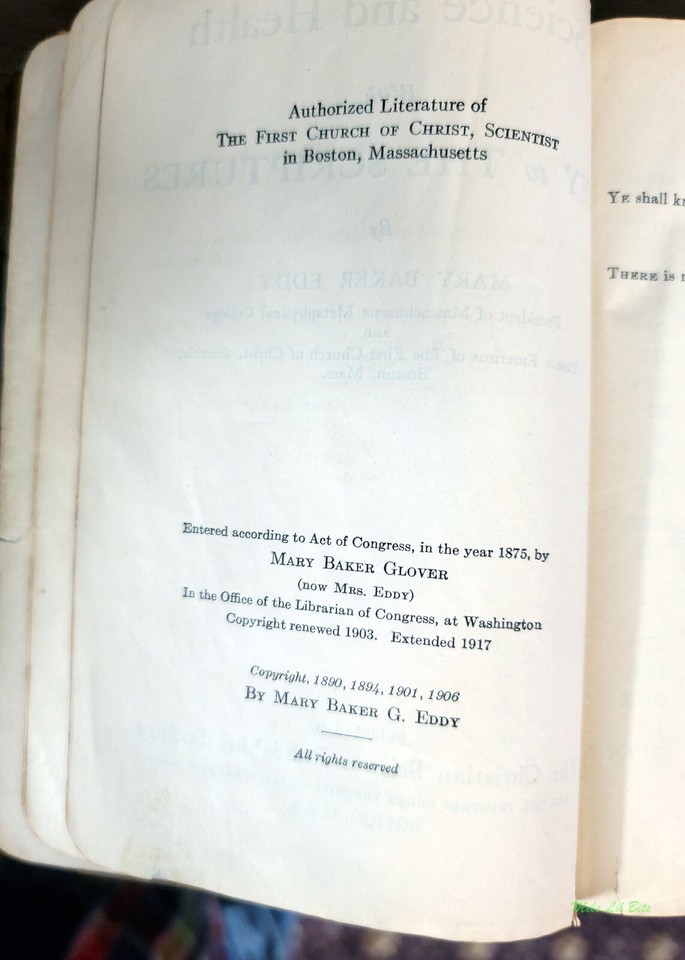 Authorized Literature of
THE FIRST CHURCH OF CHRIST, SCIENTIST
in Boston, Massachusetts
Entered according to Act of Congress, in the year 1875, by
MARY BAKER GLOVER
(now MRS. EDDY)
In the Office of the Librarian of Congress, at Washington
Copyright renewed 1903. Extended 1917
Copyright, 1890, 1894, 1901, 1906
BY MARY BAKER G. EDDY
All rights reserved
YE shall
THERE is
Lil Bits